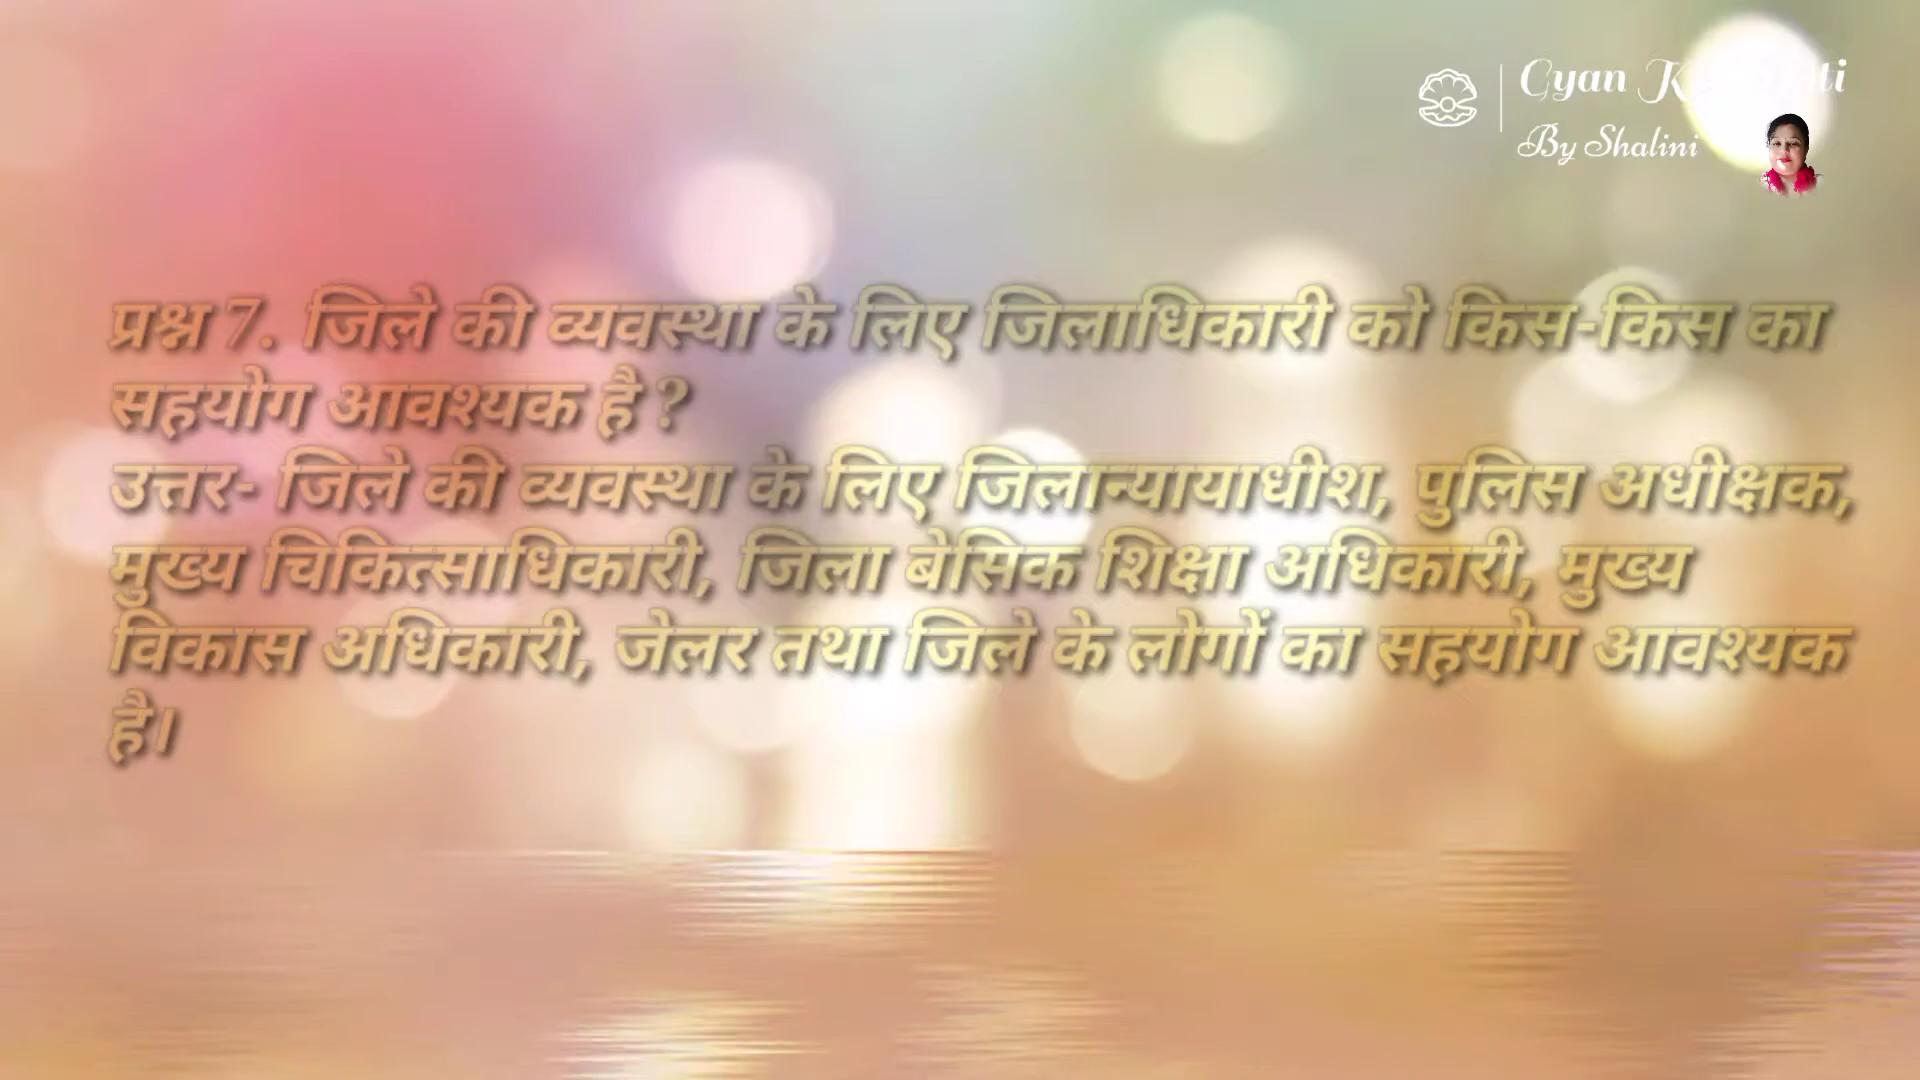 Gyan
By Shalini
प्रश्न 7. जिले की व्यवस्था के लिए जिलाधिकारी को किस-किस का
सहयोग आवश्यक है ?
उत्तर- जिले की व्यवस्था के लिए जिलान्यायाधीश, पुलिस अधीक्षक,
मुख्य चिकित्साधिकारी, जिला बेसिक शिक्षा अधिकारी, मुख्य
विकास अधिकारी, जेलर तथा जिले के लोगों का सहयोग आवश्यक
है।